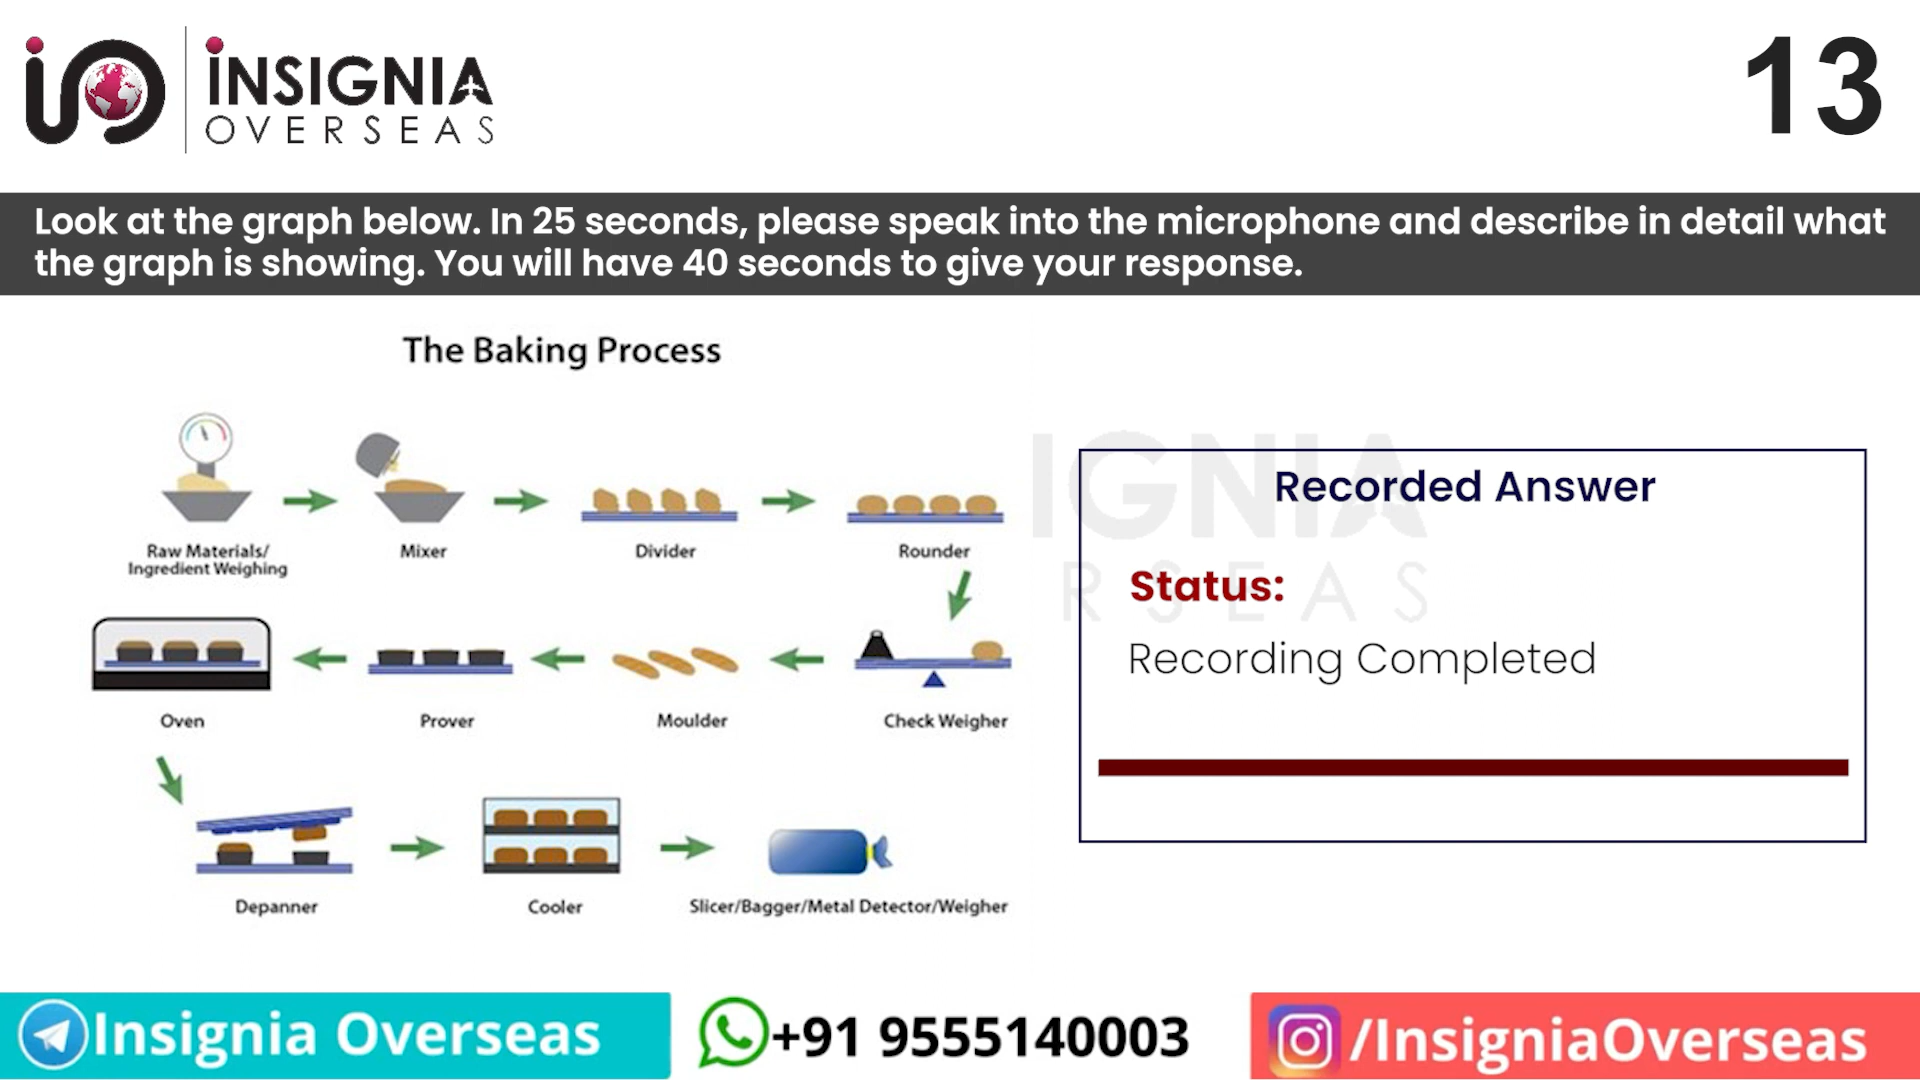 INSIGNIA
OVERSEAS
13
Look at the graph below. In 25 seconds, please speak into the microphone and describe in detail what
the graph is showing. You will have 40 seconds to give your response.
The Baking Process
Raw Materials/
Ingredient Weighing
Mixer
Divider
Rounder
Oven
Prover
Moulder
Check Weigher
Depanner
Cooler
Slicer/Bagger/Metal Detector/Weigher
IGNIA
RSEAS
Recorded Answer
Status:
Recording Completed
Insignia Overseas
+91 9555140003
/InsigniaOverseas